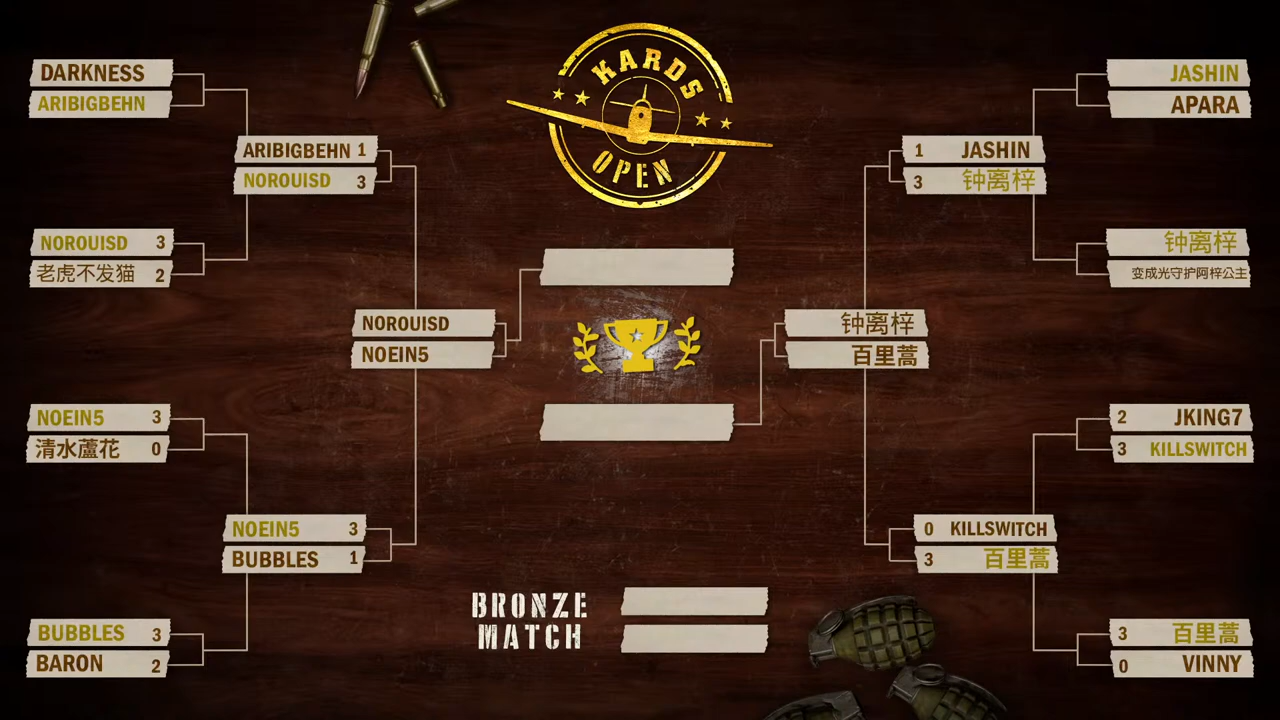 KARDS
OPEN
DARKNESS
ARIBIGBEHN
ARIBIGBEHN 1
NOROUISD 3
NOROUISD 3
老虎不发猫 2
NOROUISD
NOEIN5
NOEIN5 3
清水蘆花 0
NOEIN5 3
BUBBLES 1
BUBBLES 3
BARON 2
JASHIN
APARA
1 JASHIN
3 钟离梓
钟离梓
变成光守护阿梓公主
钟离梓
百里蒿
2 JKING7
3 KILLSWITCH
0 KILLSWITCH
3 百里蒿
3 百里蒿
0 VINNY
BRONZE
MATCH